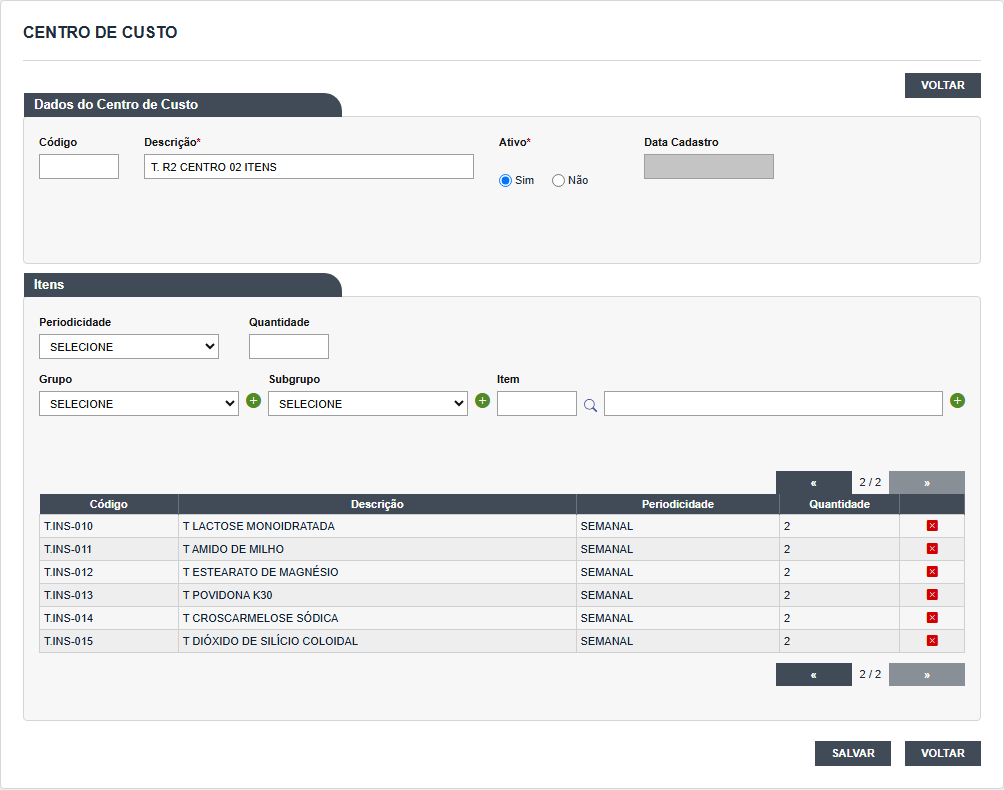 CENTRO DE CUSTO
VOLTAR
Dados do Centro de Custo
Código Descrição* Ativo* Data Cadastro
T. R2 CENTRO 02 ITENS
Sim Não
Itens
Periodicidade Quantidade
SELECIONE
Grupo Subgrupo Item
SELECIONE SELECIONE
« 2 / 2 »
Código Descrição Periodicidade Quantidade
T.INS-010 T LACTOSE MONOIDRATADA SEMANAL 2
T.INS-011 T AMIDO DE MILHO SEMANAL 2
T.INS-012 T ESTEARATO DE MAGNÉSIO SEMANAL 2
T.INS-013 T POVIDONA K30 SEMANAL 2
T.INS-014 T CROSCARMELOSE SÓDICA SEMANAL 2
T.INS-015 T DIÓXIDO DE SILÍCIO COLOIDAL SEMANAL 2
« 2 / 2 »
SALVAR VOLTAR